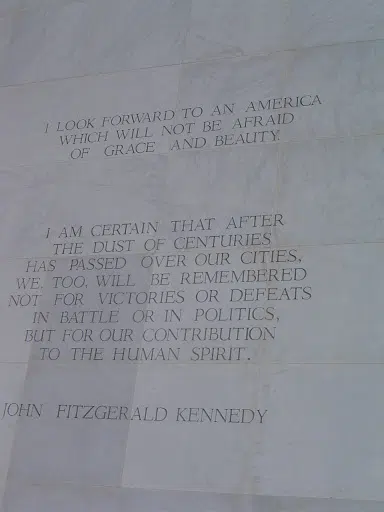 I LOOK FORWARD TO AN AMERICA
WHICH WILL NOT BE AFRAID
OF GRACE AND BEAUTY.
I AM CERTAIN THAT AFTER
THE DUST OF CENTURIES
HAS PASSED OVER OUR CITIES,
WE, TOO, WILL BE REMEMBERED
NOT FOR VICTORIES OR DEFEATS
IN BATTLE OR IN POLITICS,
BUT FOR OUR CONTRIBUTION
TO THE HUMAN SPIRIT.
JOHN FITZGERALD KENNEDY